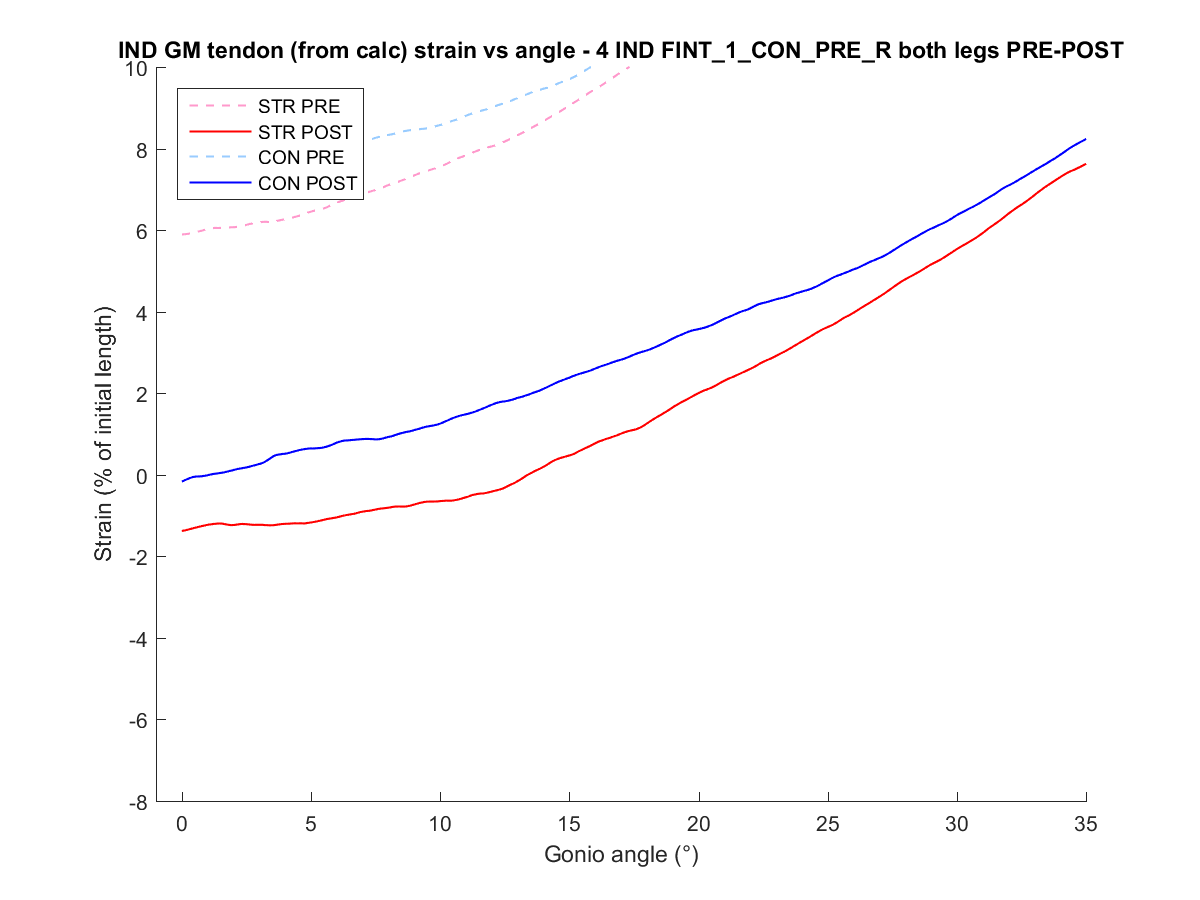 IND GM tendon (from calc) strain vs angle - 4 IND FINT_1_CON_PRE_R both legs PRE-POST
10
8
6
4
2
0
-2
-4
-6
-8
STR PRE
STR POST
CON PRE
CON POST
Strain (% of initial length)
0 5 10 15 20 25 30 35
Gonio angle (°)